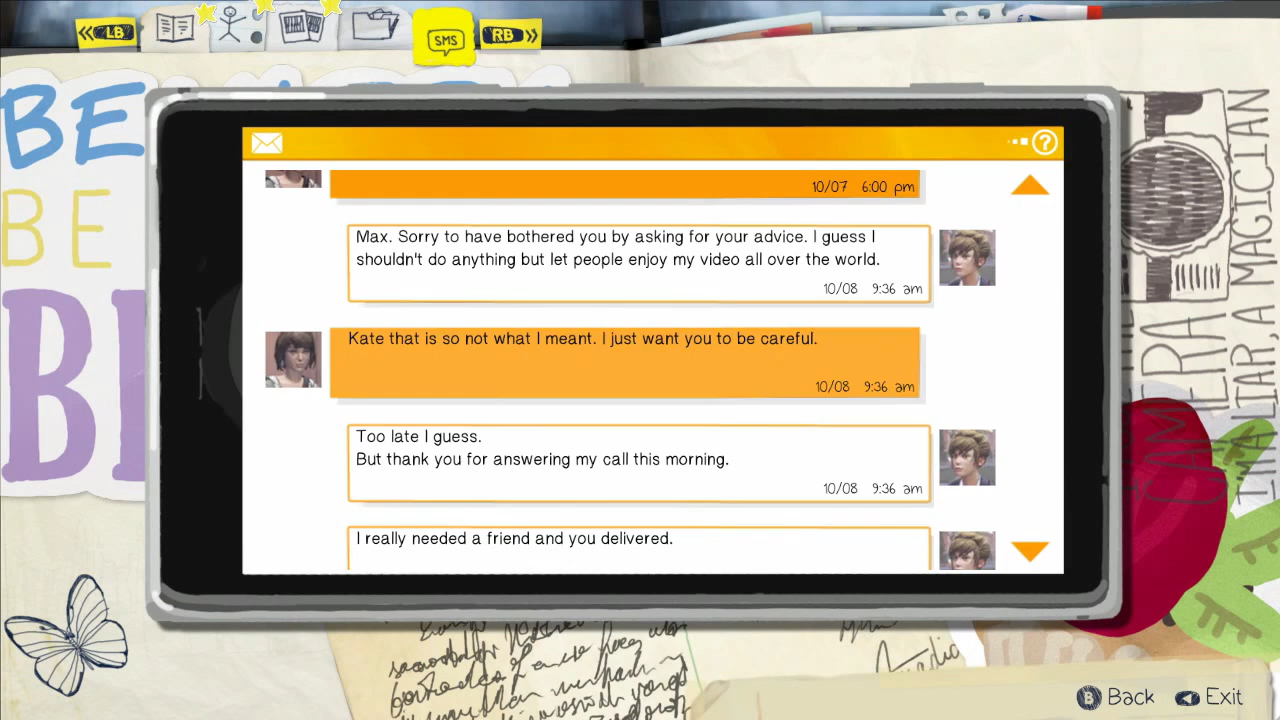 LB
SMS
RB
BE
BE
10/07 6:00 pm
Max. Sorry to have bothered you by asking for your advice. I guess I
shouldn't do anything but let people enjoy my video all over the world.
10/08 9:36 am
Kate that is so not what I meant. I just want you to be careful.
10/08 9:36 am
Too late I guess.
But thank you for answering my call this morning.
10/08 9:36 am
I really needed a friend and you delivered.
CAMERA
MAGICIAN
B Back
Exit